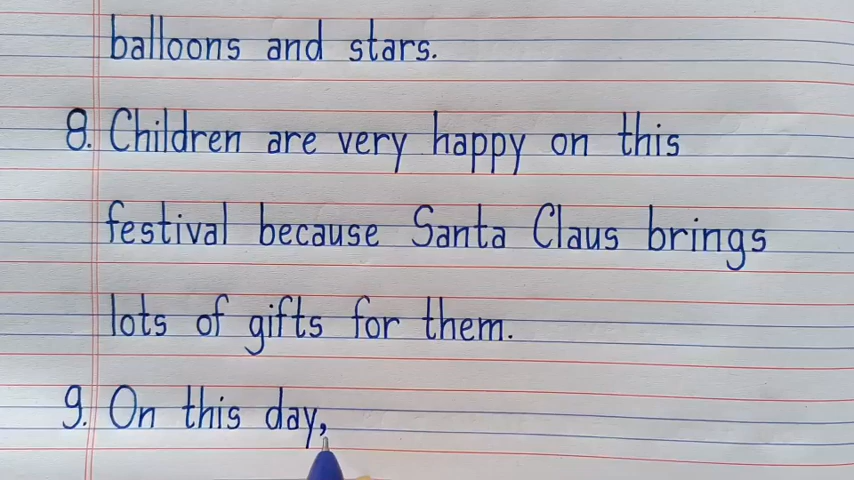 balloons and stars.
8. Children are very happy on this
festival because Santa Claus brings
lots of gifts for them.
9. On this day,